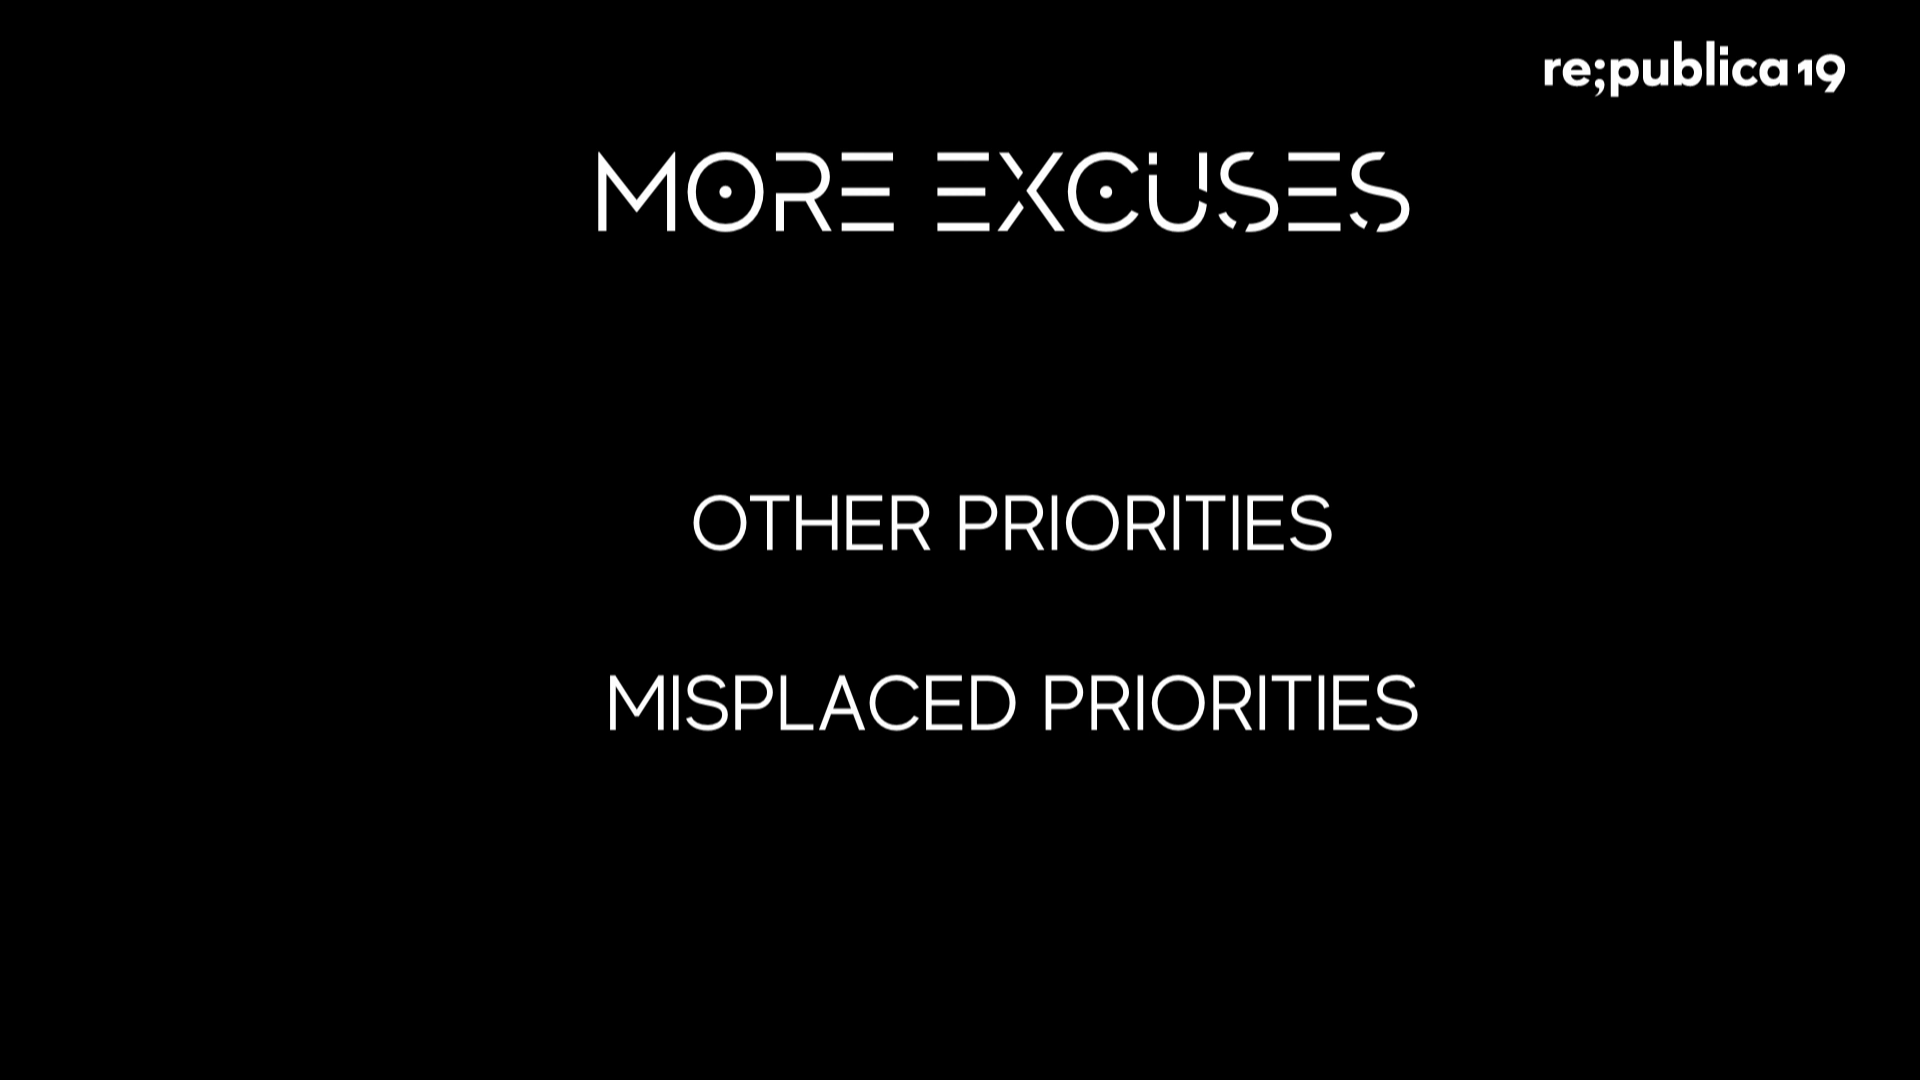 re;publica 19
MORE EXCUSES
OTHER PRIORITIES
MISPLACED PRIORITIES